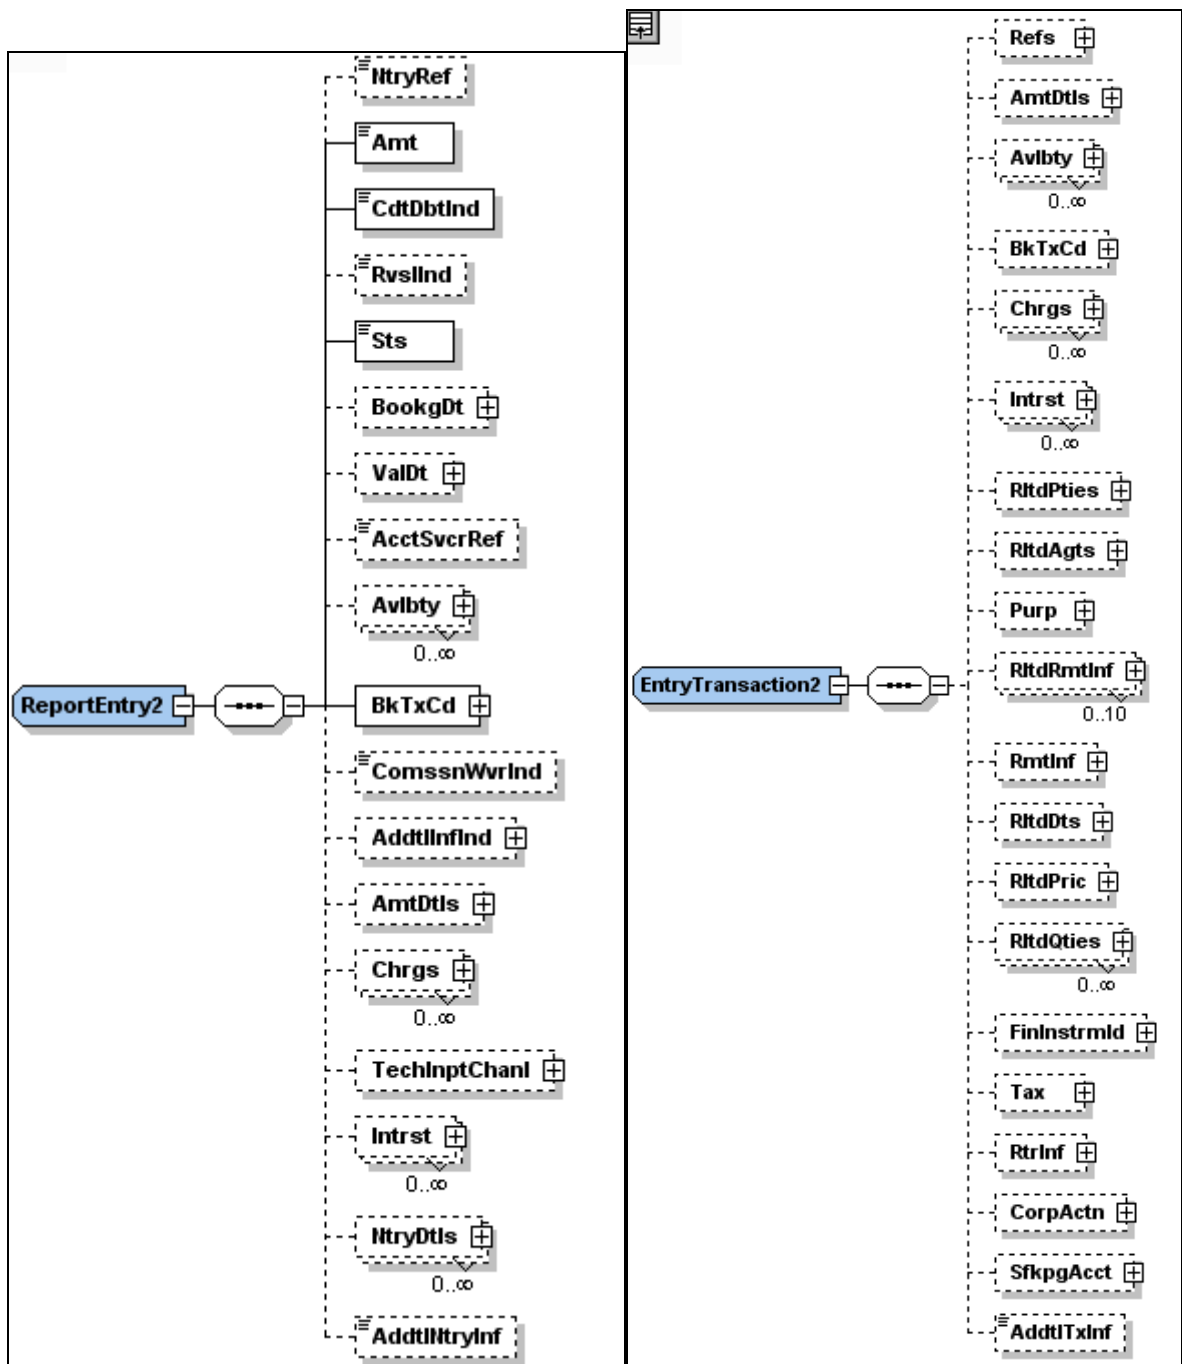 NtryRef
Amt
CdtDbtInd
RvslInd
Sts
BookgDt
ValDt
AcctSvcrRef
Avlbty
0..∞
ReportEntry2
BkTxCd
ComssnWvrInd
AddtlInfInd
AmtDtls
Chrgs
0..∞
TechInptChanl
Intrst
0..∞
NtryDtls
0..∞
AddtlNtryInf
Refs
AmtDtls
Avlbty
0..∞
BkTxCd
Chrgs
0..∞
Intrst
0..∞
RltdPties
RltdAgts
Purp
EntryTransaction2
RltdRmtInf
0..10
RmtInf
RltdDts
RltdPric
RltdQties
0..∞
FinInstrmId
Tax
RtrInf
CorpActn
SfkpgAcct
AddtlTxInf